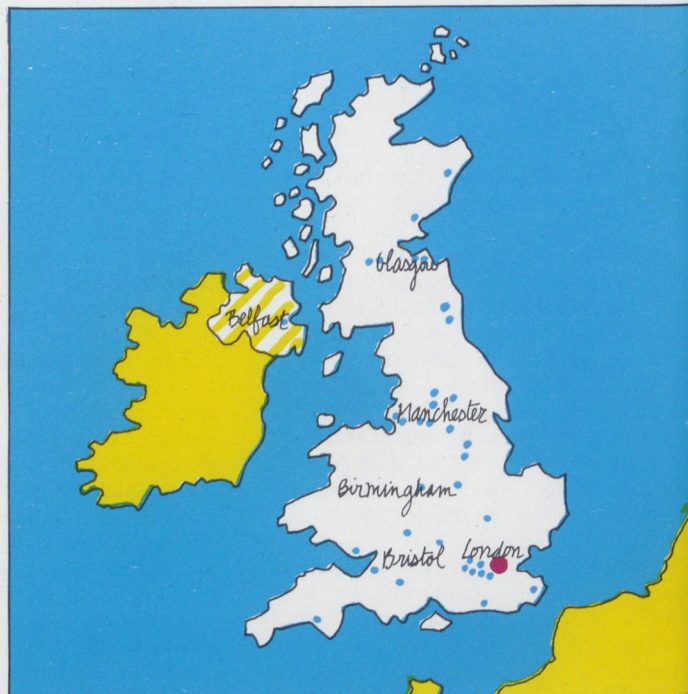 Glasgow
Belfast
Manchester
Birmingham
Bristol
London